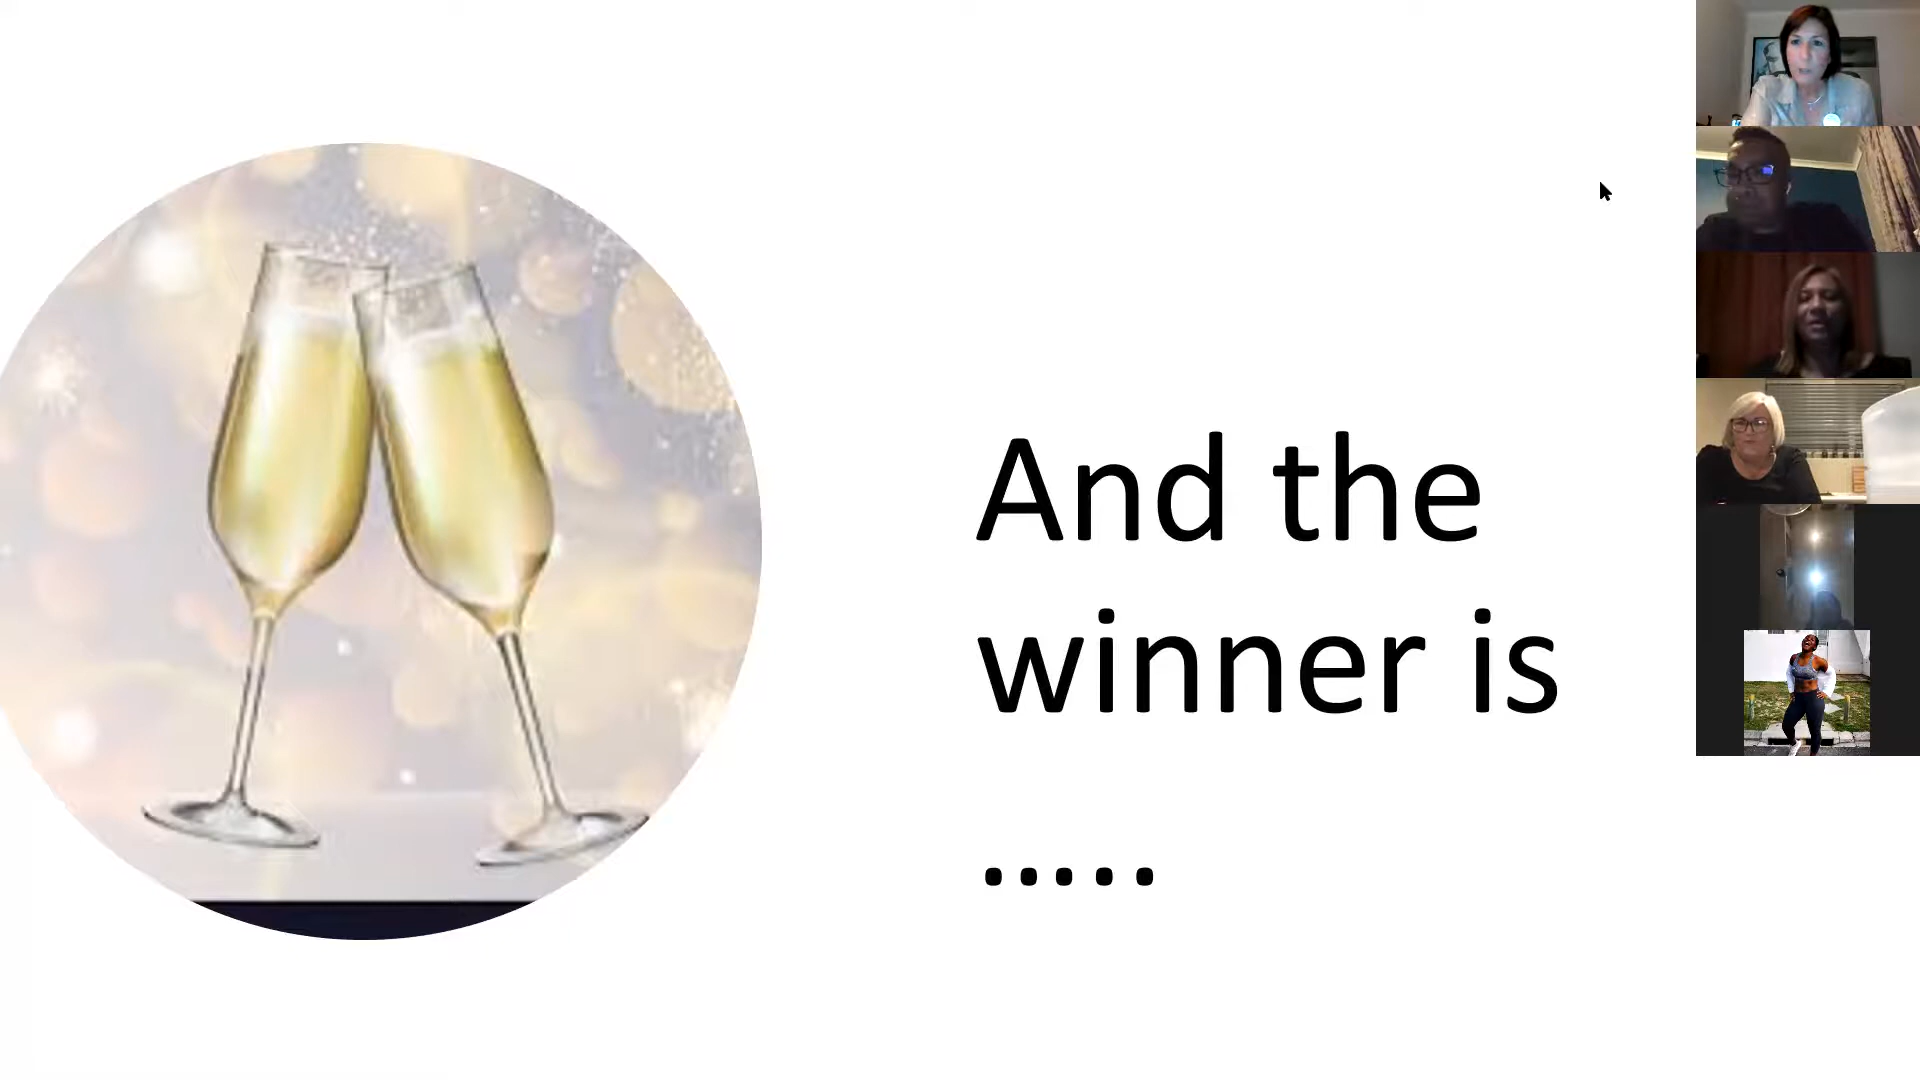 And the
winner is
.....